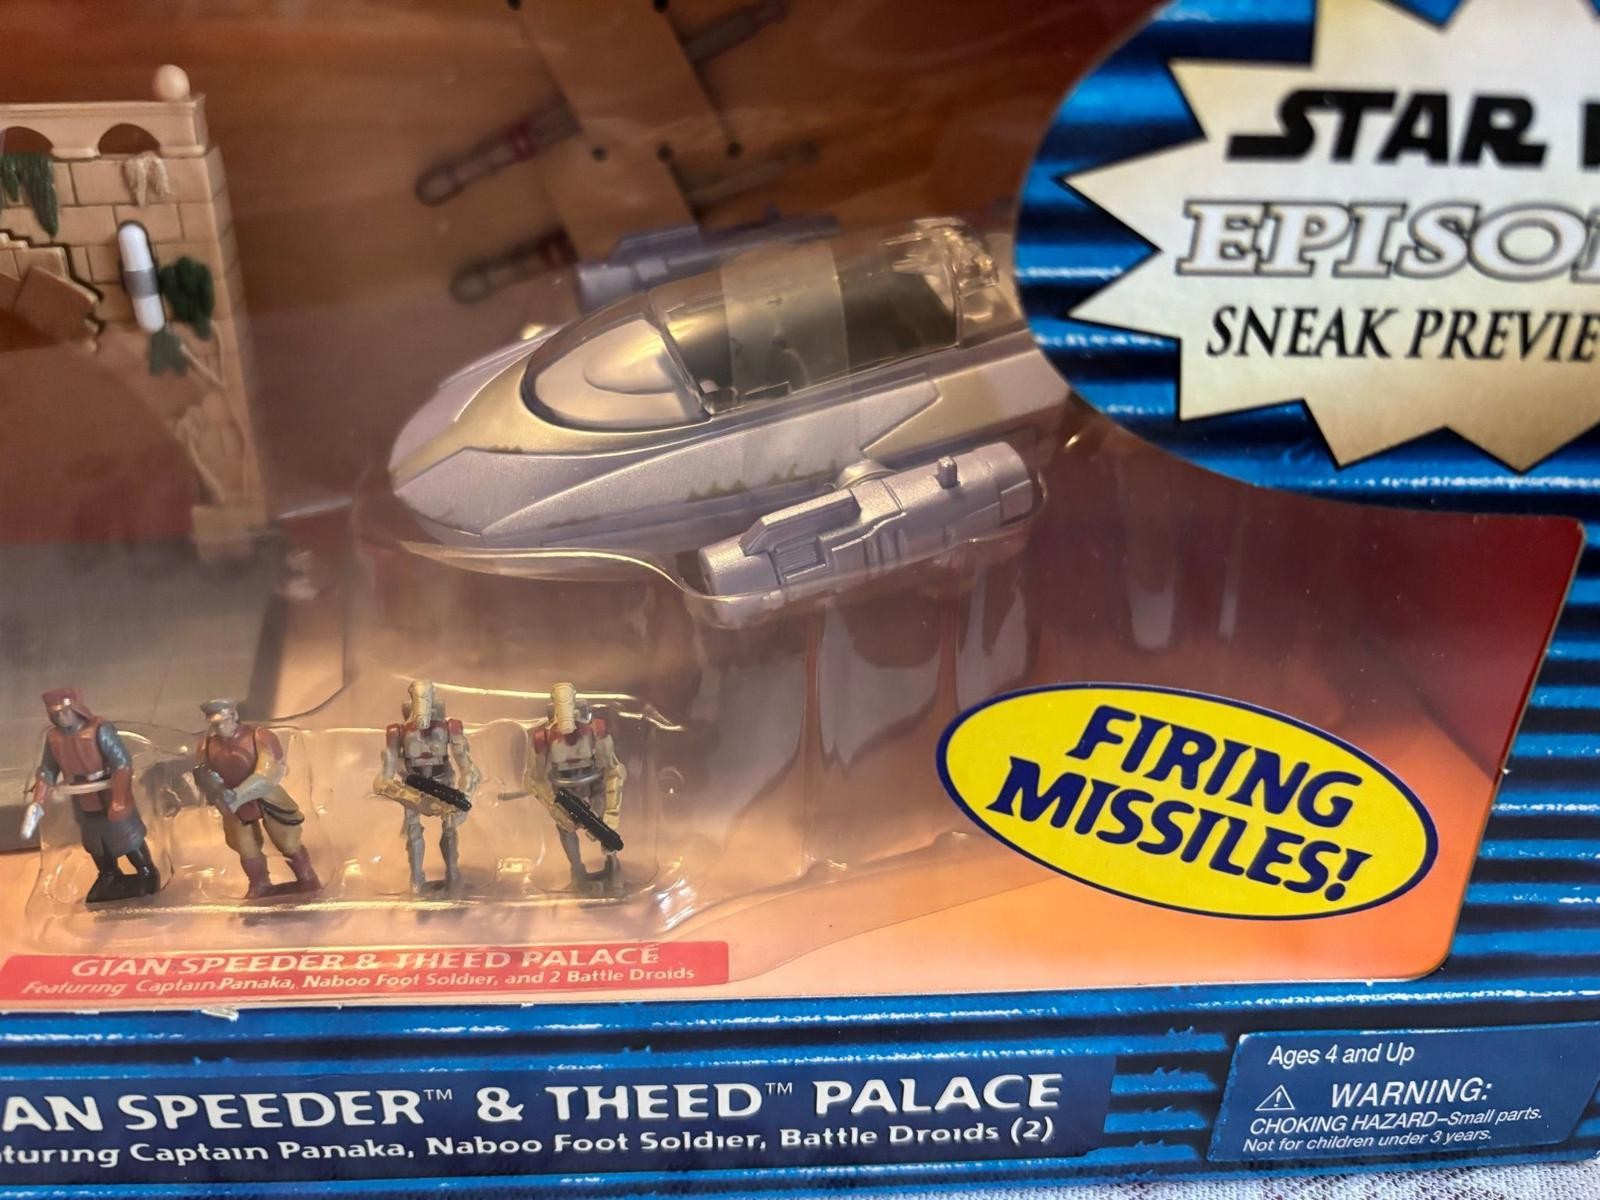 STAR
EPISO
SNEAK PREVIE
FIRING
MISSILES!
GIAN SPEEDER & THEED PALACE
Featuring Captain Panaka, Naboo Foot Soldier, and 2 Battle Droids
AN SPEEDER™ & THEED™ PALACE
turing Captain Panaka, Naboo Foot Soldier, Battle Droids (2)
Ages 4 and Up
⚠ WARNING:
CHOKING HAZARD–Small parts.
Not for children under 3 years.